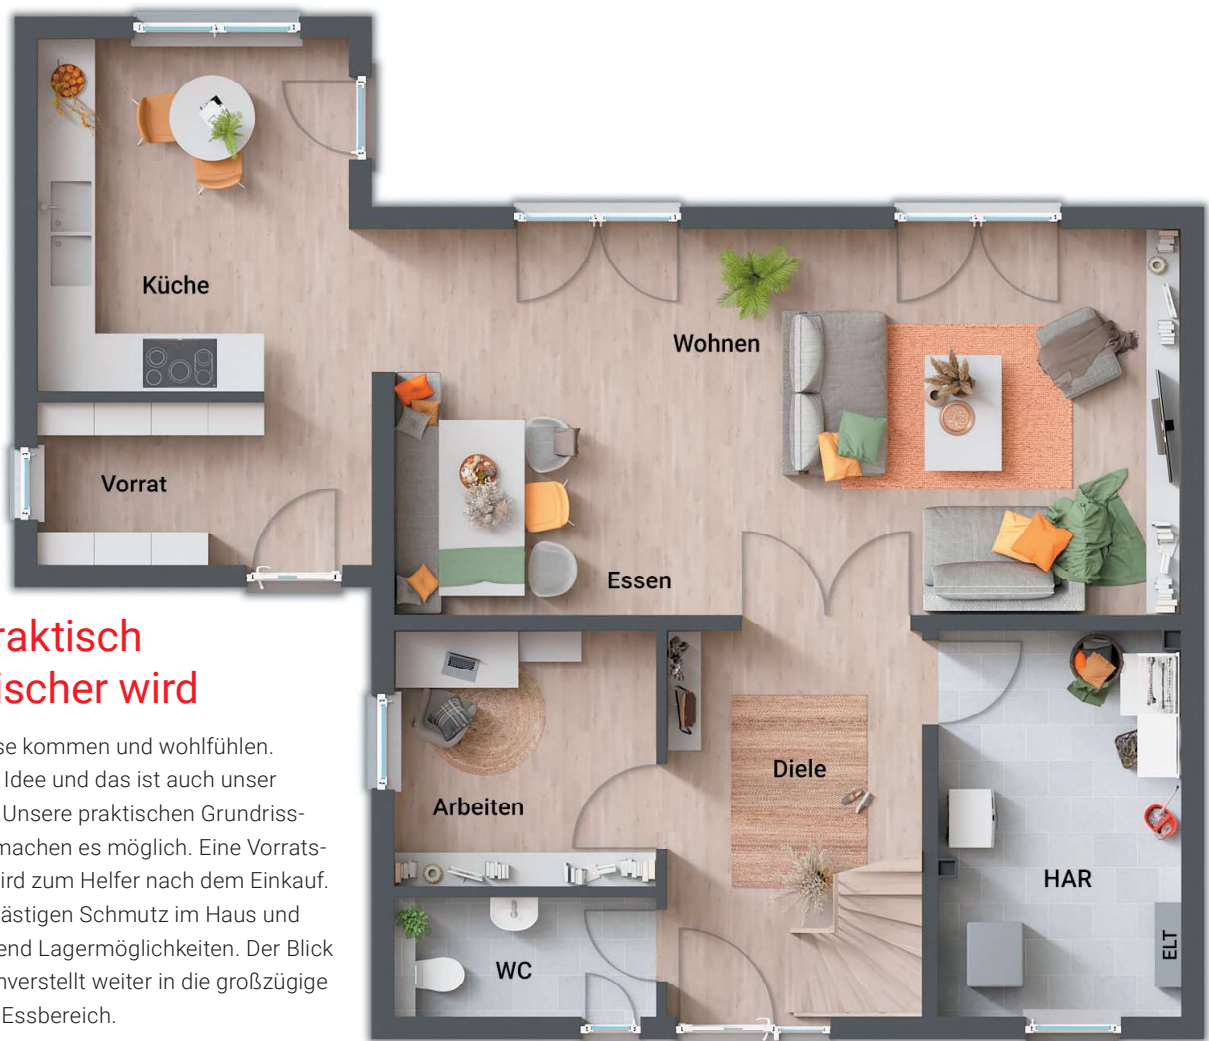 Küche
Wohnen
Vorrat
Essen
raktisch
ischer wird
se kommen und wohlfühlen.
Idee und das ist auch unser
Unsere praktischen Grundriss-
machen es möglich. Eine Vorrats-
ird zum Helfer nach dem Einkauf.
ästigen Schmutz im Haus und
end Lagermöglichkeiten. Der Blick
nverstellt weiter in die großzügige
Essbereich.
Arbeiten
Diele
HAR
WC
ELT